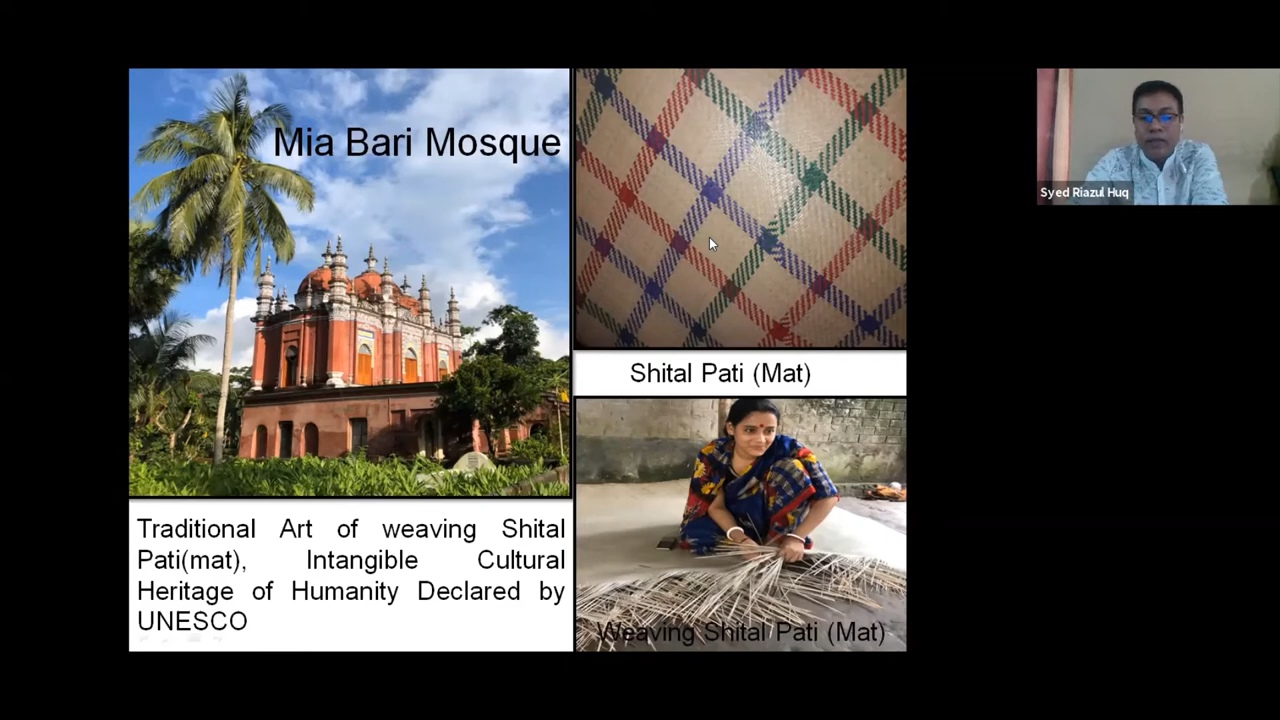 Mia Bari Mosque
Shital Pati (Mat)
Traditional Art of weaving Shital
Pati(mat), Intangible Cultural
Heritage of Humanity Declared by
UNESCO
Weaving Shital Pati (Mat)
Syed Riazul Huq